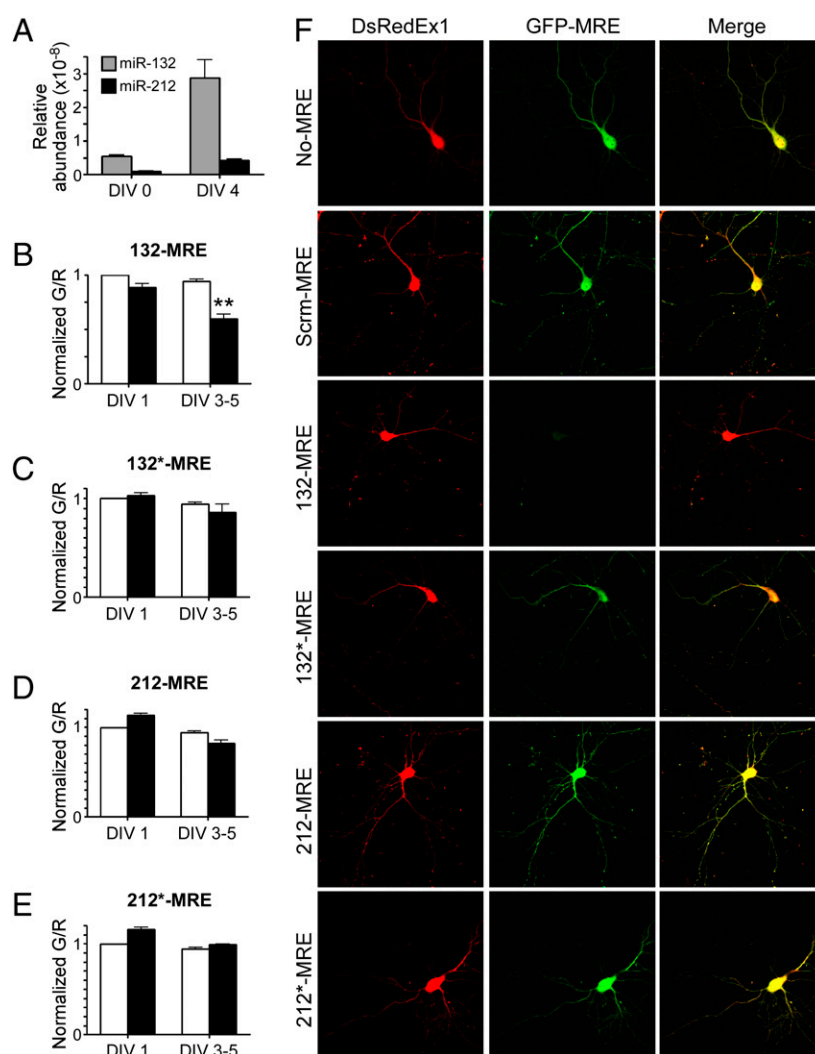 A
Relative
abundance (x10⁻⁸)
3
2
1
0
miR-132
miR-212
DIV 0
DIV 4
B
132-MRE
Normalized G/R
1
0
**
DIV 1
DIV 3-5
C
132*-MRE
Normalized G/R
1
0
DIV 1
DIV 3-5
D
212-MRE
Normalized G/R
1
0
DIV 1
DIV 3-5
E
212*-MRE
Normalized G/R
1
0
DIV 1
DIV 3-5
F
DsRedEx1
GFP-MRE
Merge
No-MRE
Scrm-MRE
132-MRE
132*-MRE
212-MRE
212*-MRE